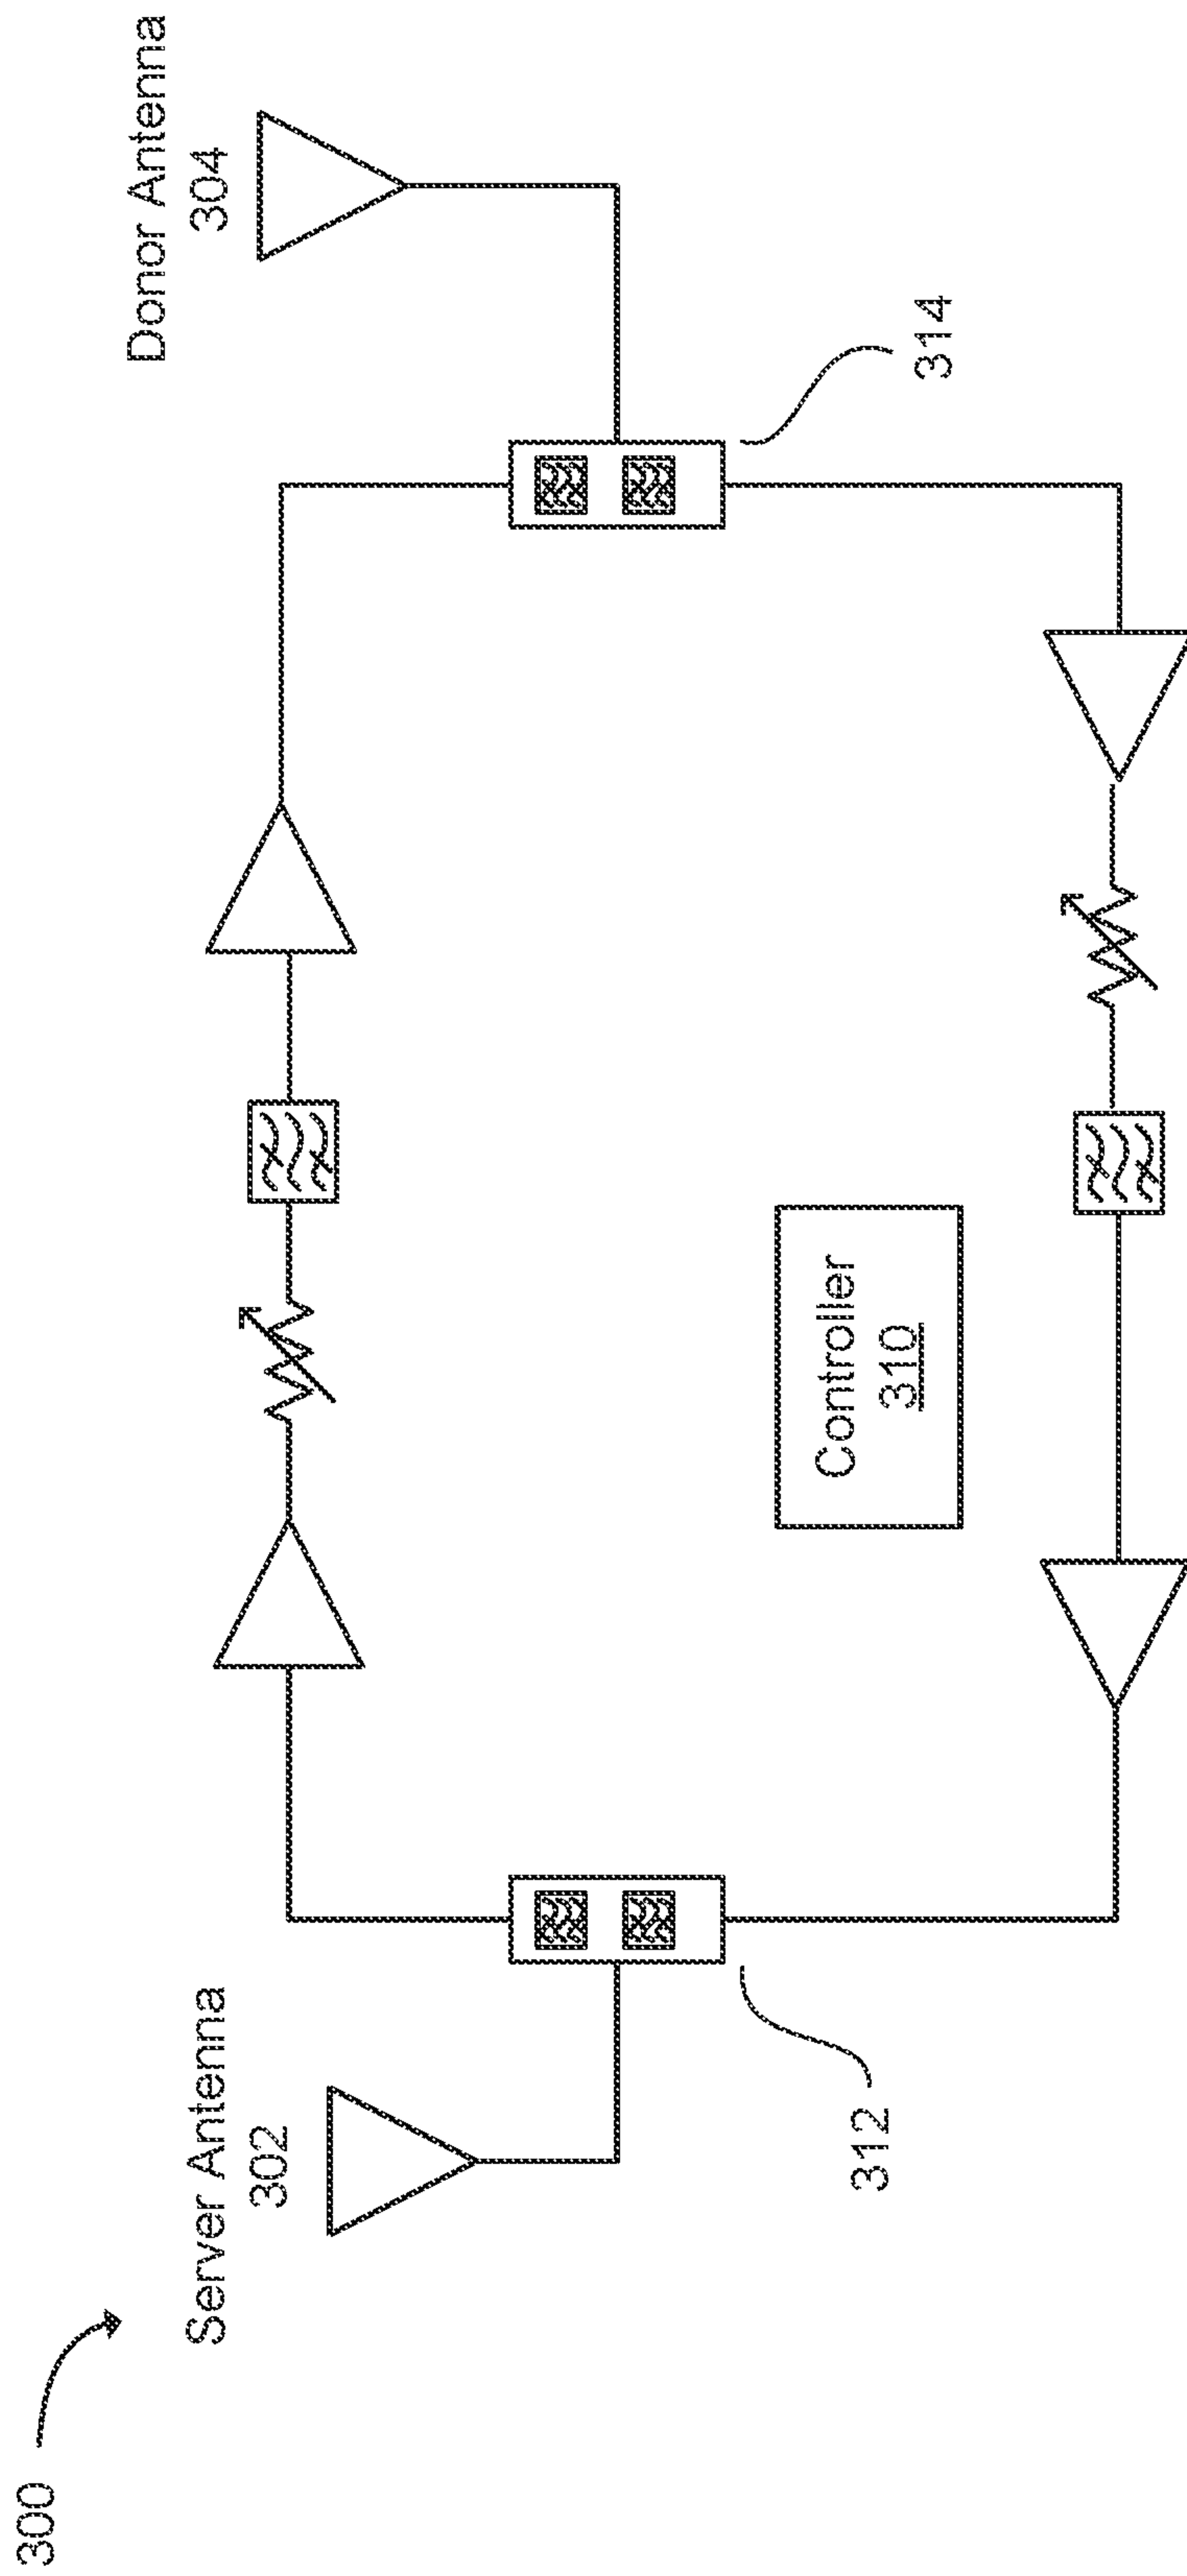 300
Server Antenna
302
Donor Antenna
304
312
314
Controller
310